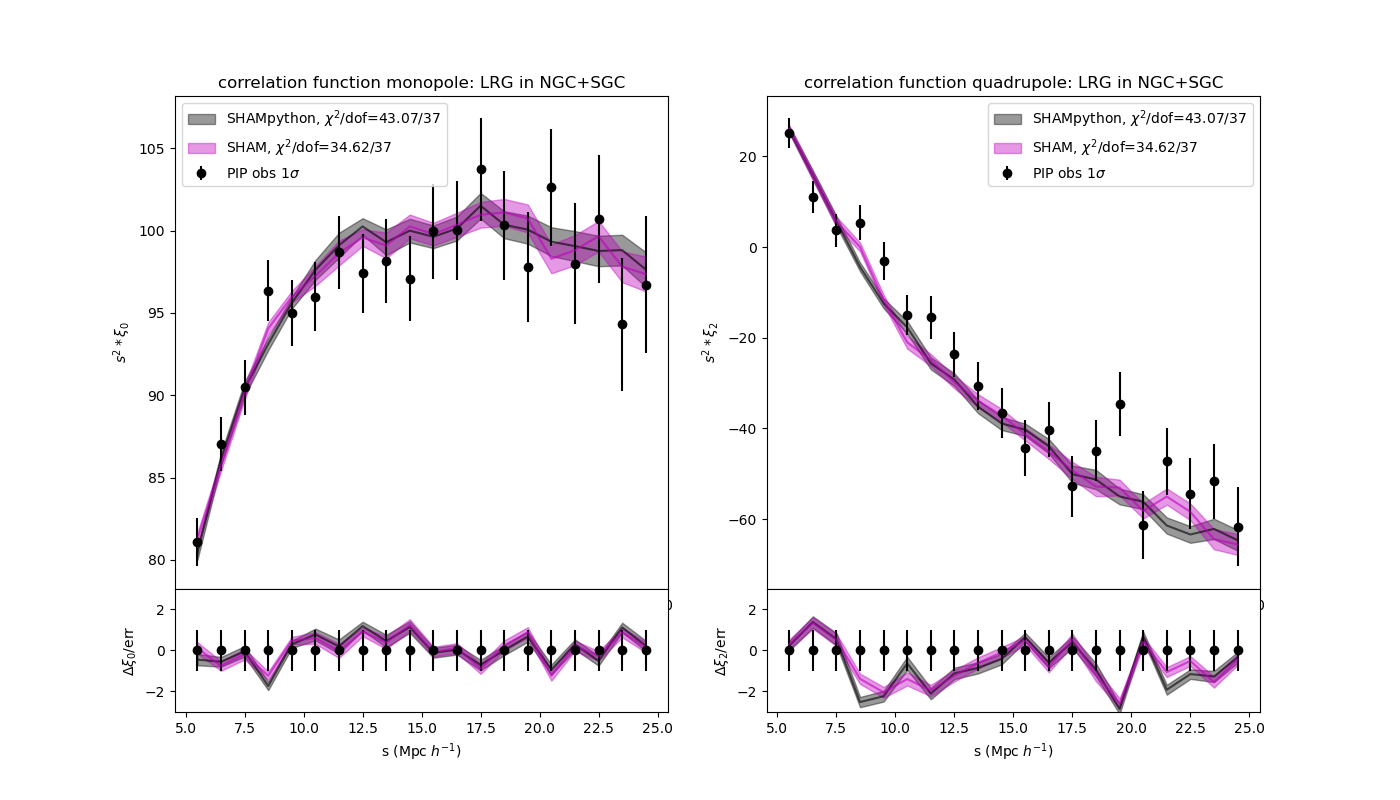 correlation function monopole: LRG in NGC+SGC
SHAMpython, χ²/dof=43.07/37
SHAM, χ²/dof=34.62/37
PIP obs 1σ
105
100
95
90
85
80
s² * ξ₀
0
2
0
−2
Δξ₀/err
5.0 7.5 10.0 12.5 15.0 17.5 20.0 22.5 25.0
s (Mpc h⁻¹)
correlation function quadrupole: LRG in NGC+SGC
SHAMpython, χ²/dof=43.07/37
SHAM, χ²/dof=34.62/37
PIP obs 1σ
20
0
−20
−40
−60
s² * ξ₂
0
2
0
−2
Δξ₂/err
5.0 7.5 10.0 12.5 15.0 17.5 20.0 22.5 25.0
s (Mpc h⁻¹)